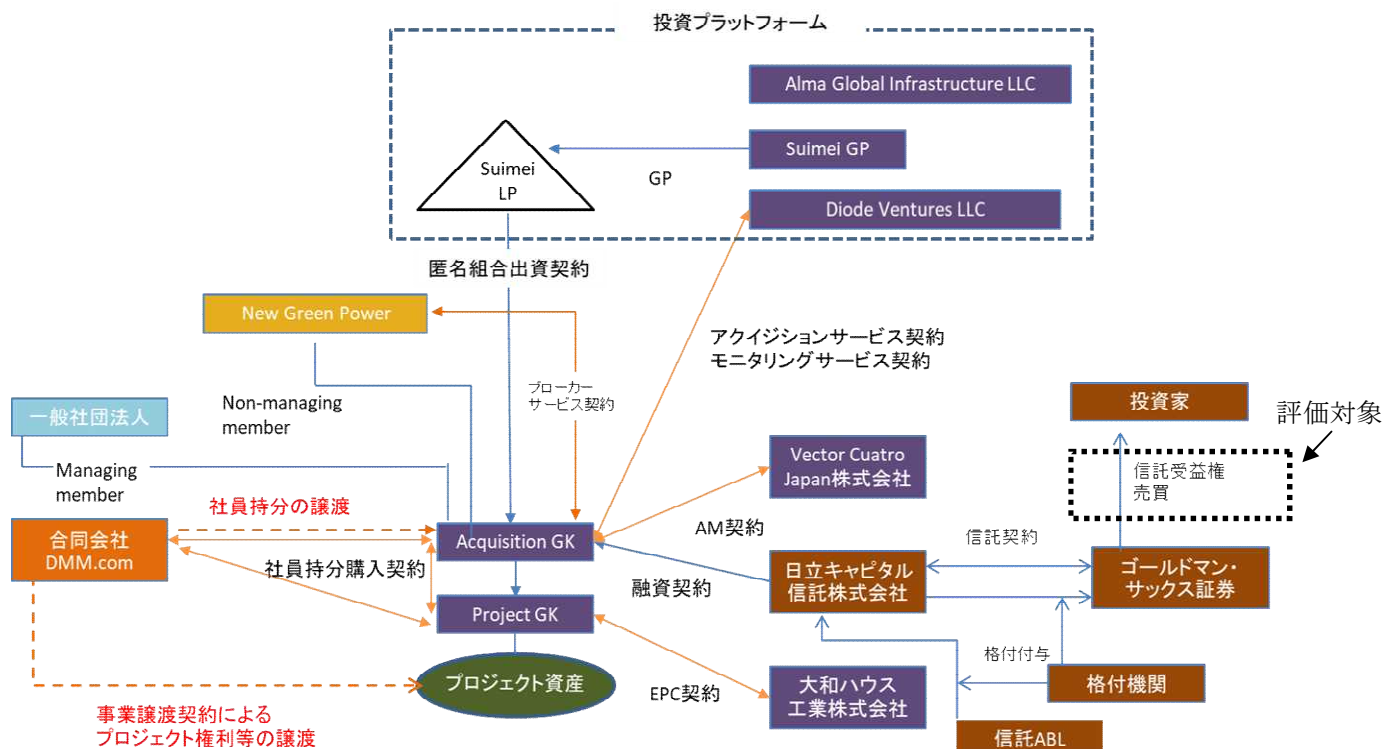 投資プラットフォーム
Alma Global Infrastructure LLC
Suimei
LP
Suimei GP
GP
Diode Ventures LLC
匿名組合出資契約
New Green Power
アクイジションサービス契約
モニタリングサービス契約
ブローカー
サービス契約
Non-managing
member
一般社団法人
Managing
member
投資家
評価対象
信託受益権
売買
Vector Cuatro
Japan株式会社
AM契約
社員持分の譲渡
合同会社
DMM.com
Acquisition GK
社員持分購入契約
信託契約
融資契約
日立キャピタル
信託株式会社
ゴールドマン・
サックス証券
Project GK
格付付与
プロジェクト資産
EPC契約
大和ハウス
工業株式会社
格付機関
信託ABL
事業譲渡契約による
プロジェクト権利等の譲渡